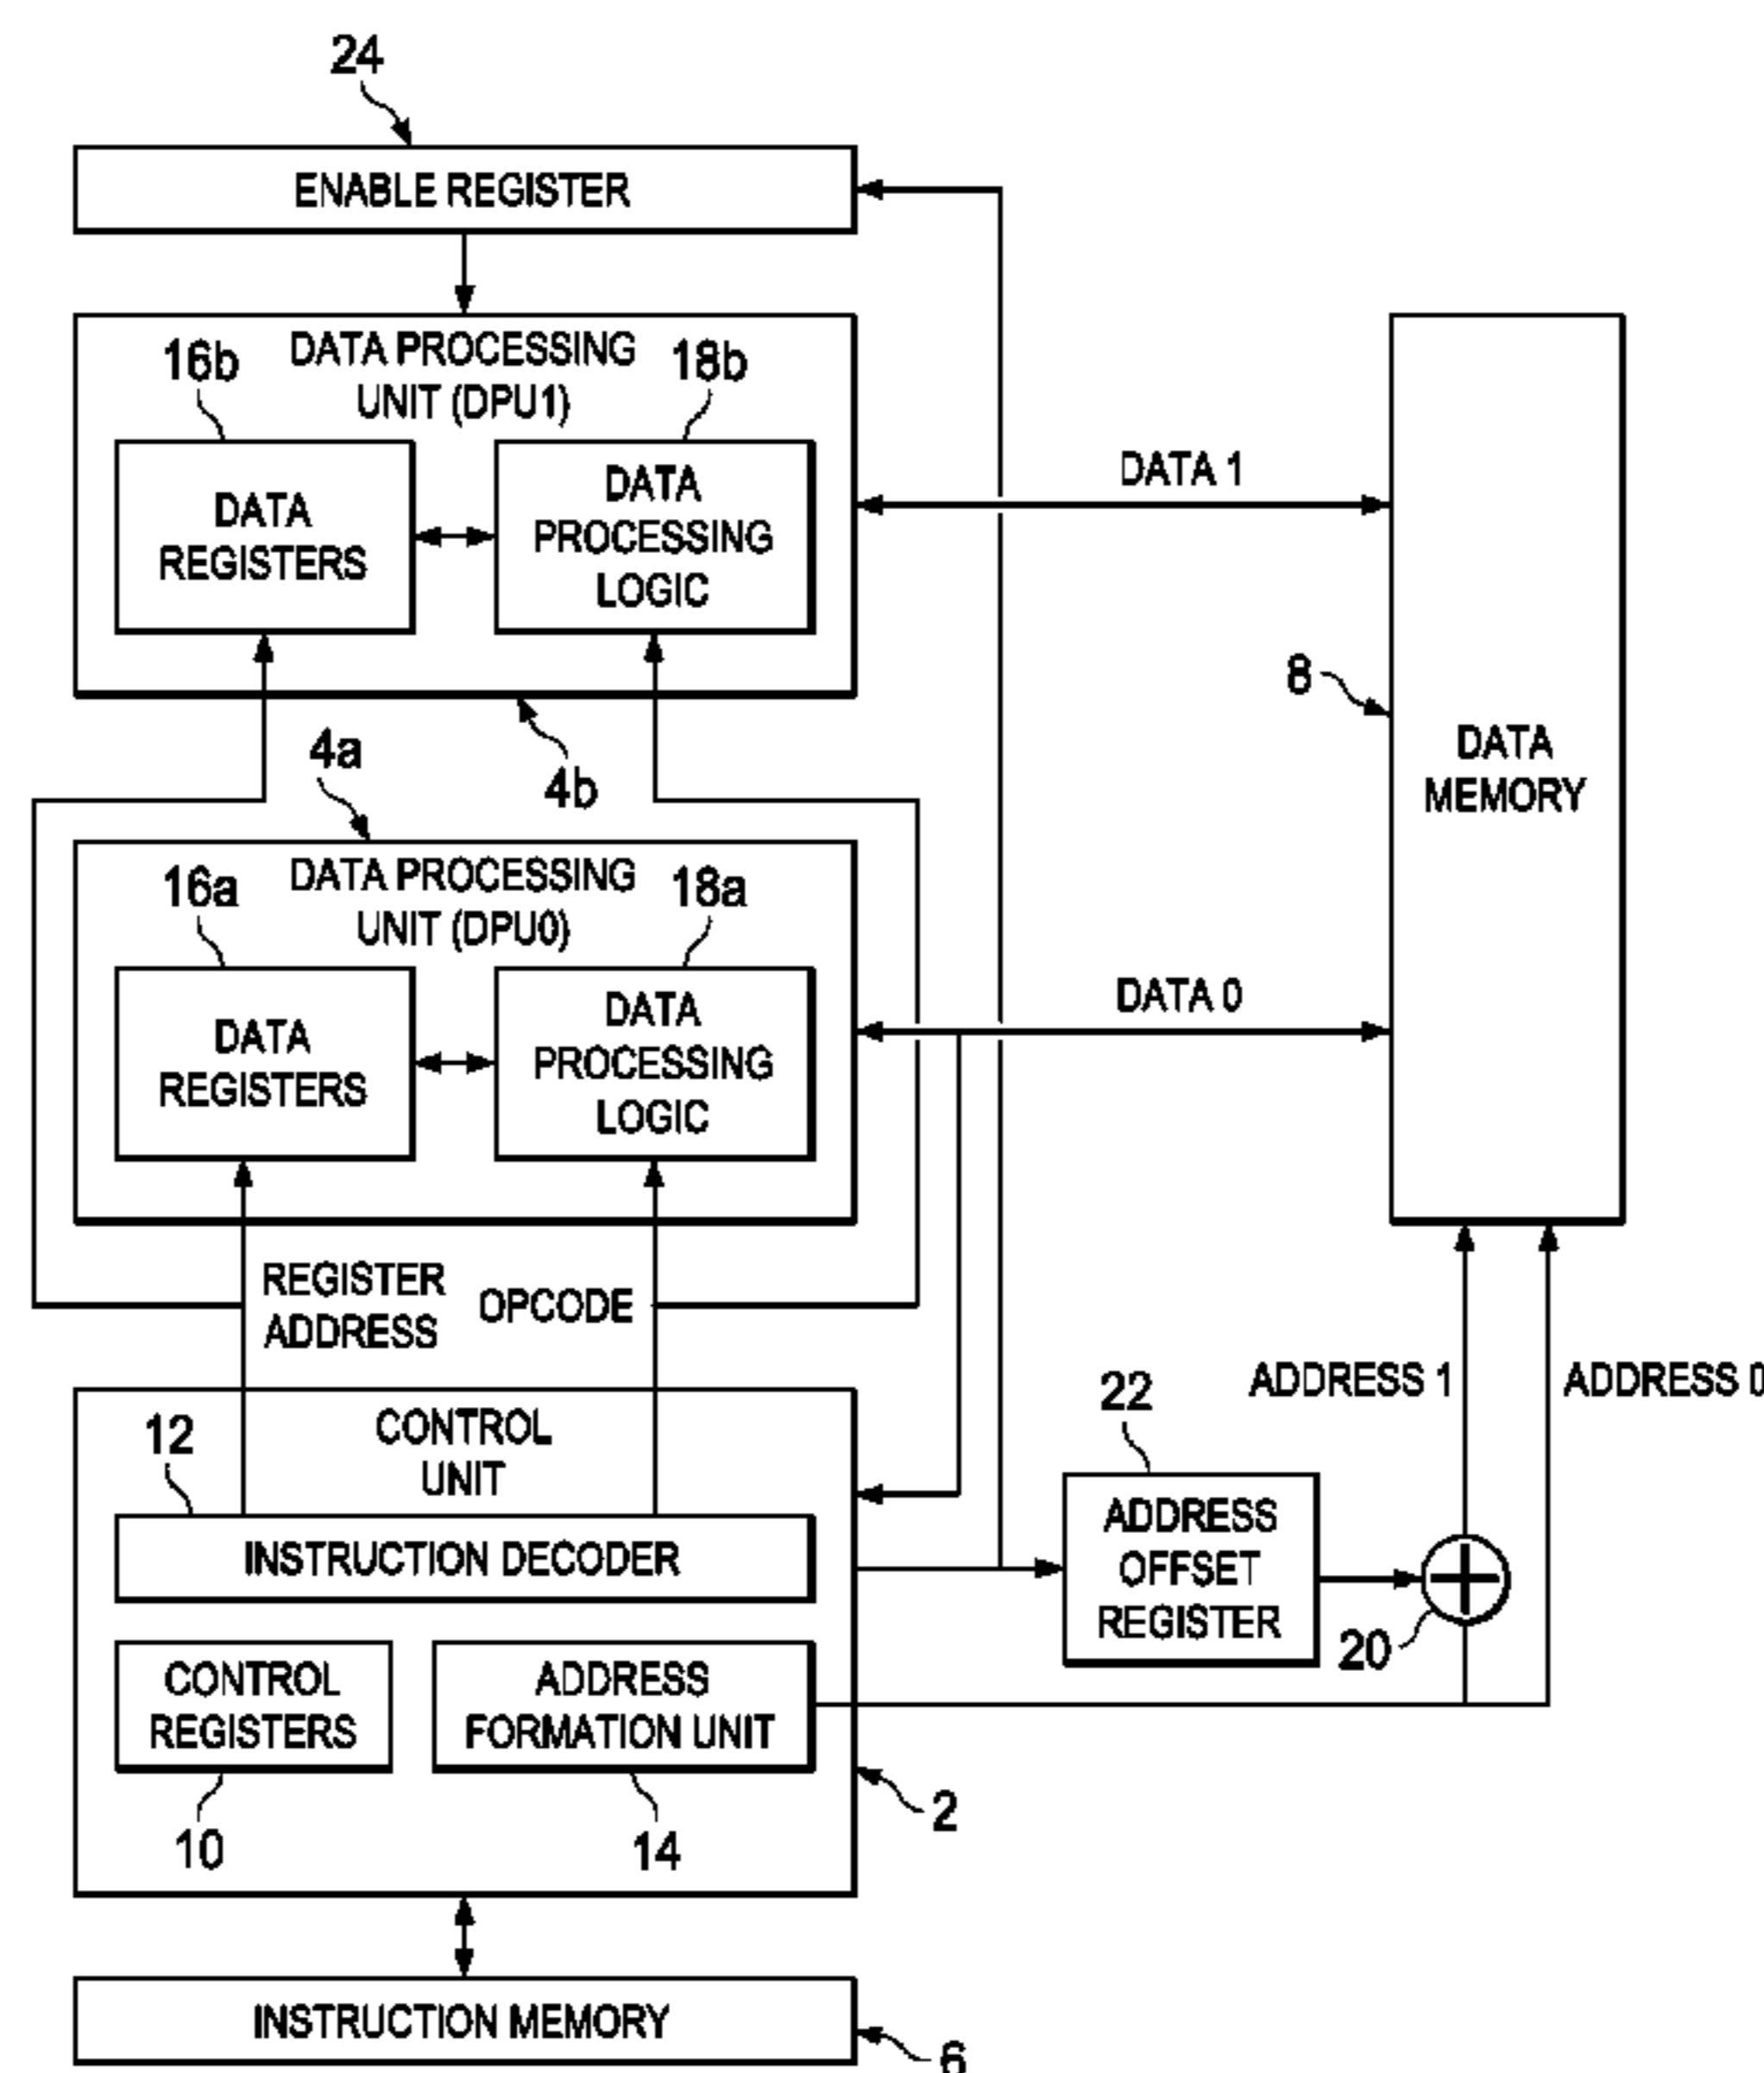 24
ENABLE REGISTER
DATA PROCESSING
UNIT (DPU1)
16b
18b
DATA
REGISTERS
DATA
PROCESSING
LOGIC
DATA 1
8
DATA
MEMORY
4a
4b
DATA PROCESSING
UNIT (DPU0)
16a
18a
DATA
REGISTERS
DATA
PROCESSING
LOGIC
DATA 0
REGISTER
ADDRESS
OPCODE
ADDRESS 1
ADDRESS 0
CONTROL
UNIT
12
INSTRUCTION DECODER
22
ADDRESS
OFFSET
REGISTER
20
CONTROL
REGISTERS
ADDRESS
FORMATION UNIT
10
14
2
INSTRUCTION MEMORY
6